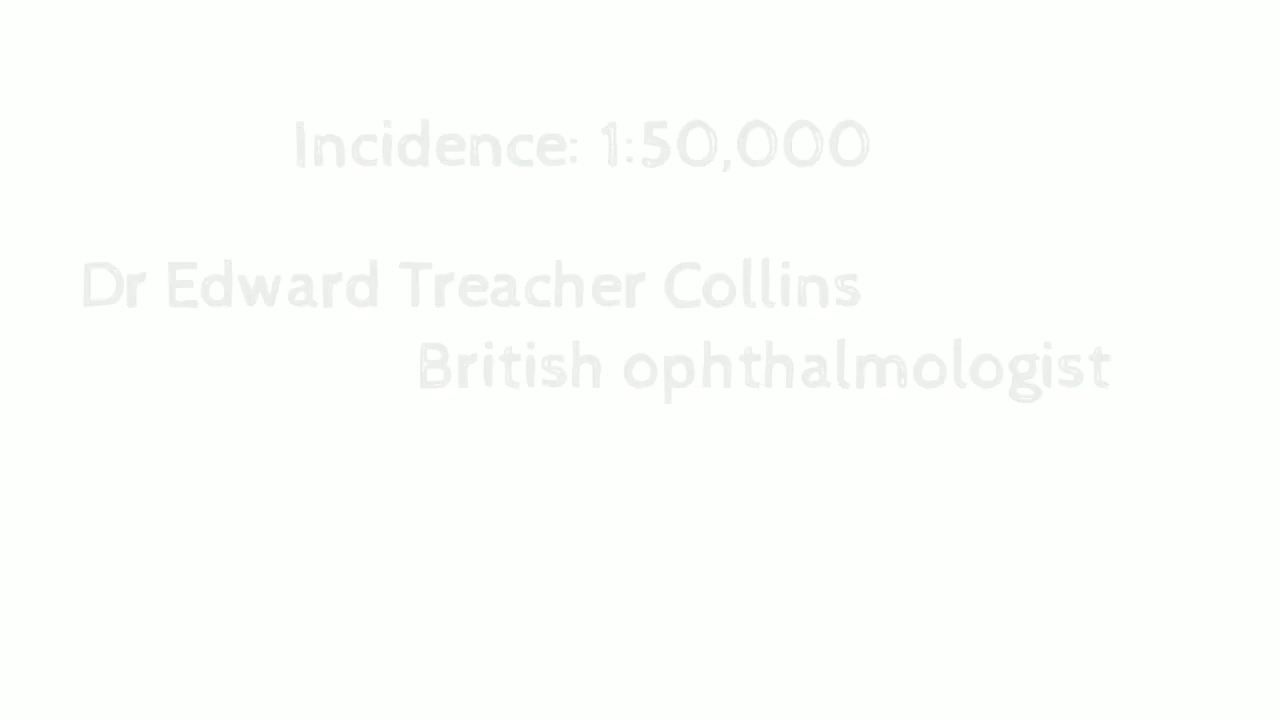 Incidence: 1:50,000
Dr Edward Treacher Collins
British ophthalmologist